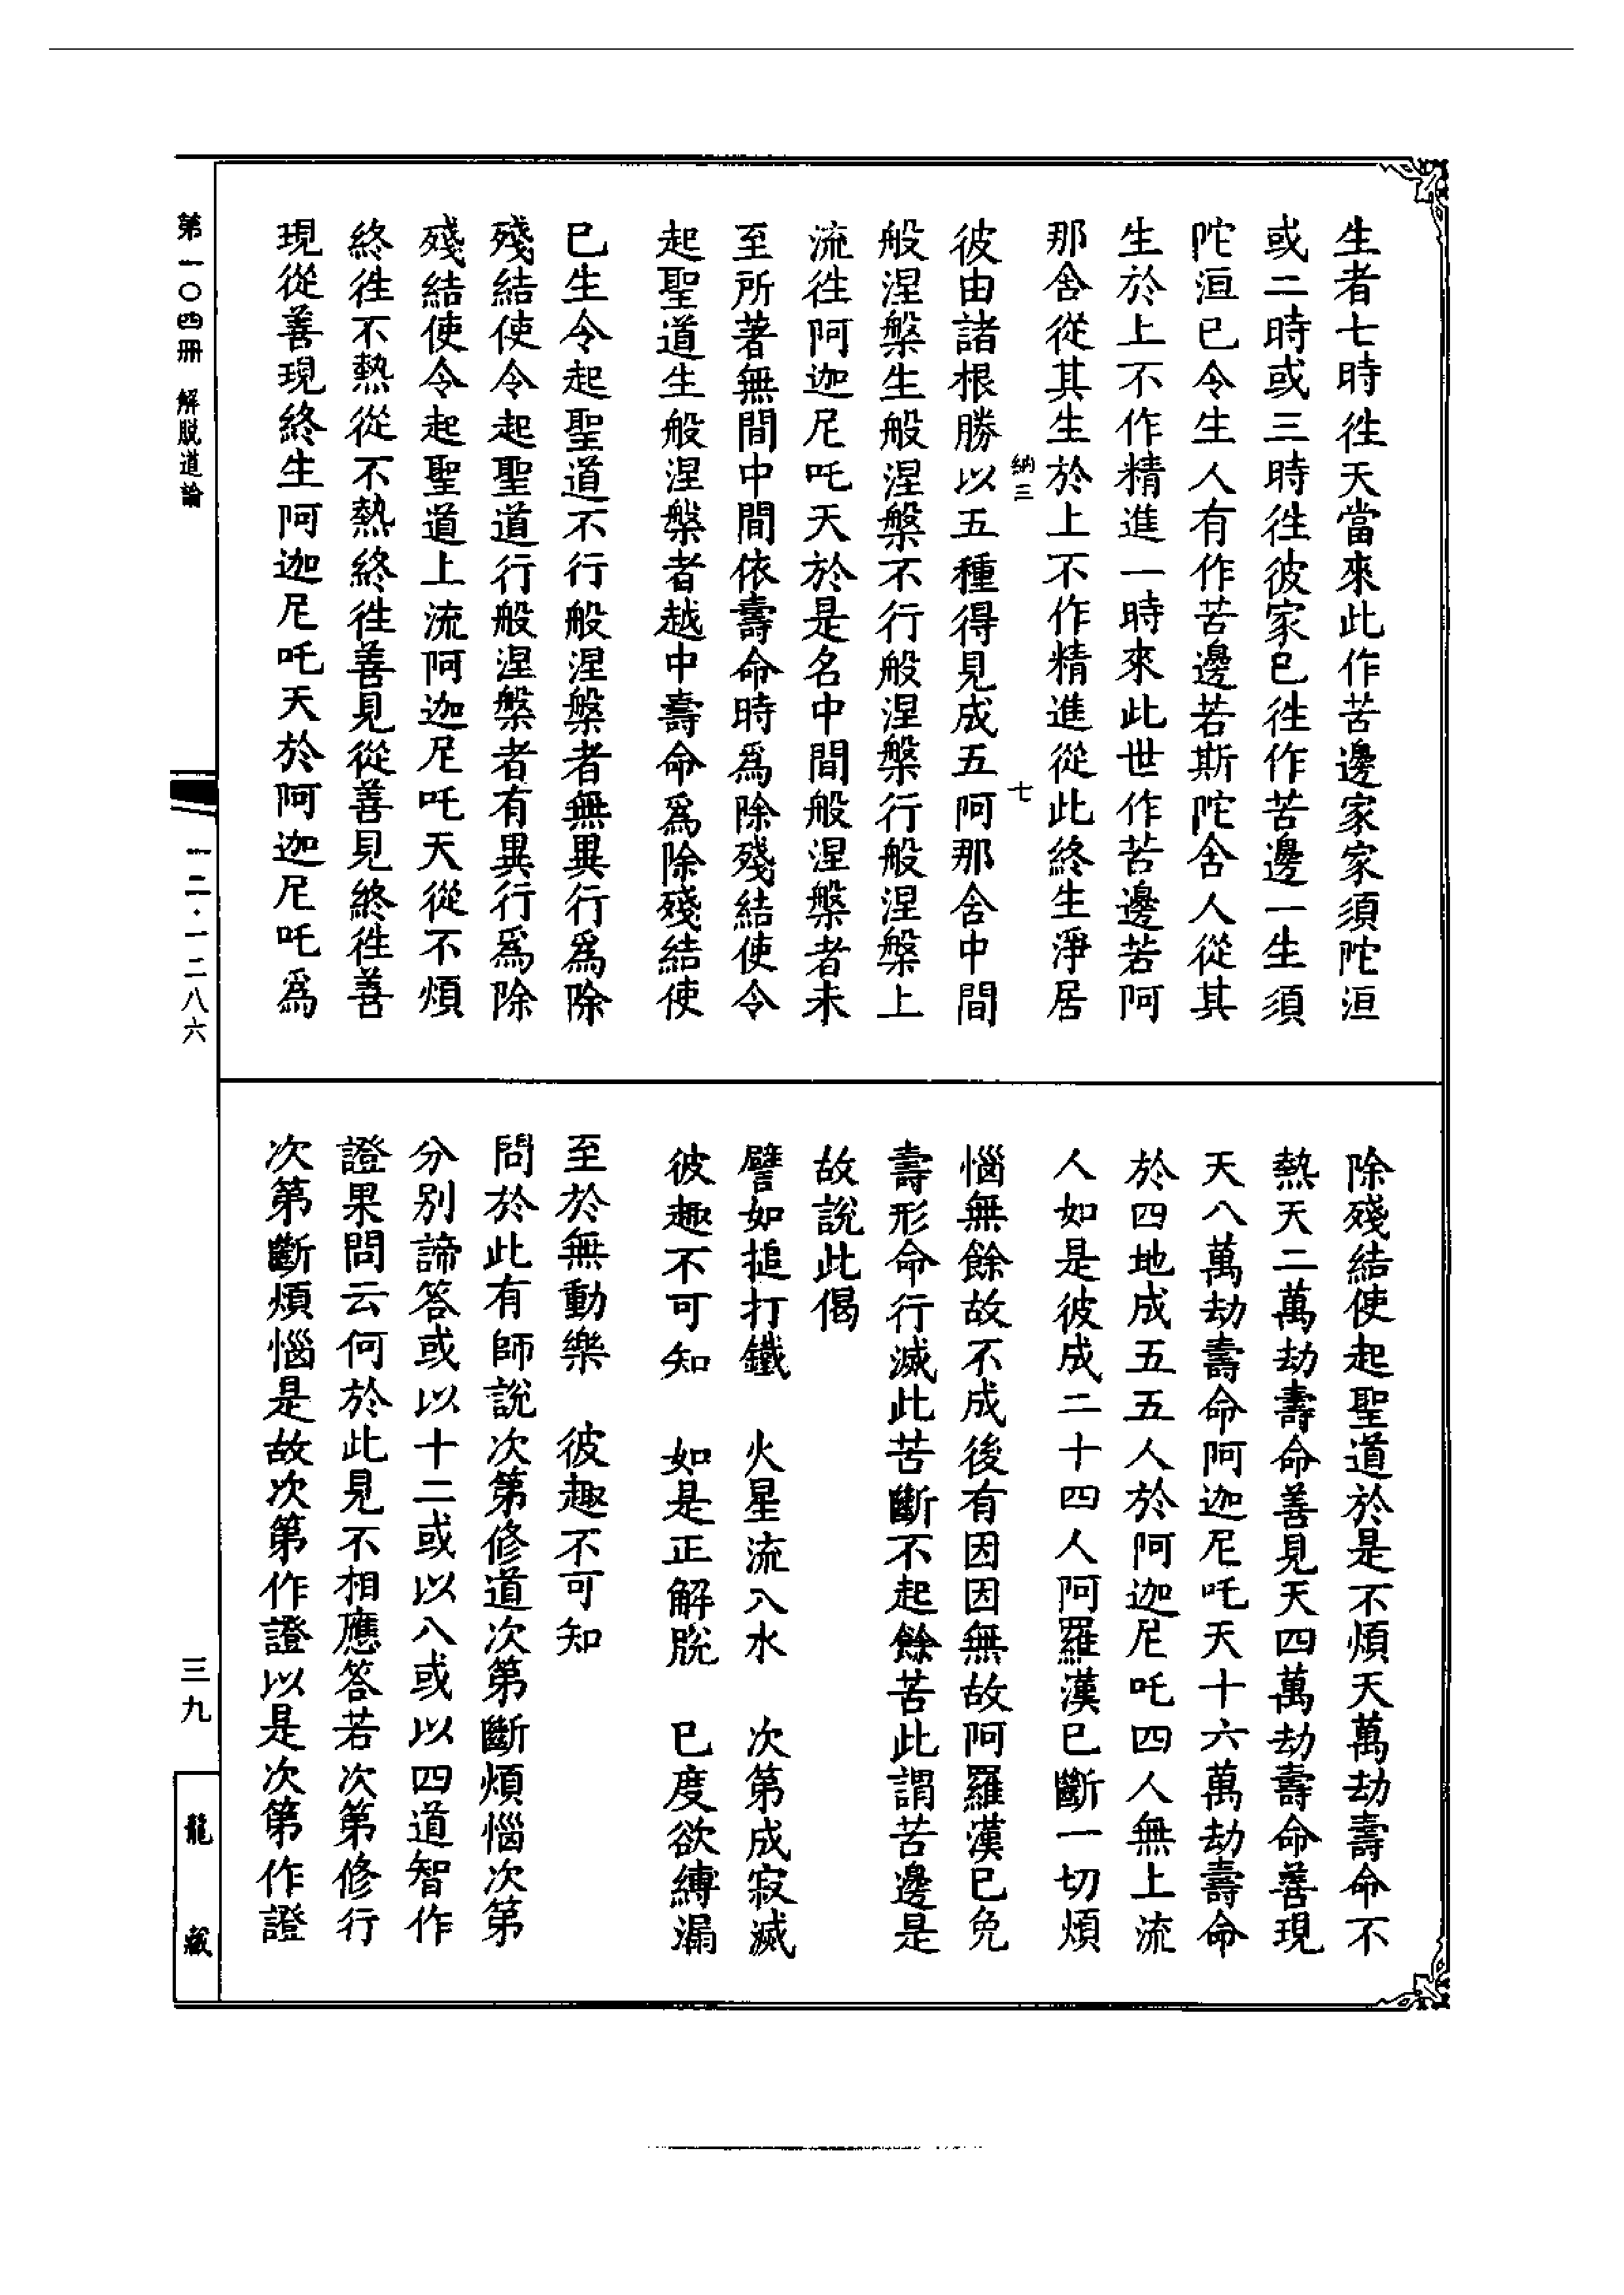 生者七時往天當來此作苦邊家家須陀洹
或二時或三時往彼家已往作苦邊一生須
陀洹已令生人有作苦邊若斯陀含人從其
生於上不作精進一時來此世作苦邊若阿
那含從其生於上不作精進從此終生淨居
納三 七
彼由諸根勝以五種得見成五阿那含中間
般涅槃生般涅槃不行般涅槃行般涅槃上
流往阿迦尼吒天於是名中間般涅槃者未
至所著無間中間依壽命時爲除殘結使令
起聖道生般涅槃者越中壽命爲除殘結使
已生令起聖道不行般涅槃者無異行爲除
殘結使令起聖道行般涅槃者有異行爲除
殘結使令起聖道上流阿迦尼吒天從不煩
終往不熱從不熱終往善見從善見終往善
現從善現終生阿迦尼吒天於阿迦尼吒爲
除殘結使起聖道於是不煩天萬劫壽命不
熱天二萬劫壽命善見天四萬劫壽命善現
天八萬劫壽命阿迦尼吒天十六萬劫壽命
於四地成五五人於阿迦尼吒四人無上流
人如是彼成二十四人阿羅漢已斷一切煩
惱無餘故不成後有因因無故阿羅漢已免
壽形命行滅此苦斷不起餘苦此謂苦邊是
故說此偈
譬如搥打鐵 火星流入水 次第成寂滅
彼趣不可知 如是正解脫 已度欲縛漏
至於無動樂 彼趣不可知
問於此有師說次第修道次第斷煩惱次第
分別諦答或以十二或以八或以四道智作
證果問云何於此見不相應答若次第修行
次第斷煩惱是故次第作證以是次第作證
第一〇四冊 解脫道論
一二·一二八六
三九
龍藏